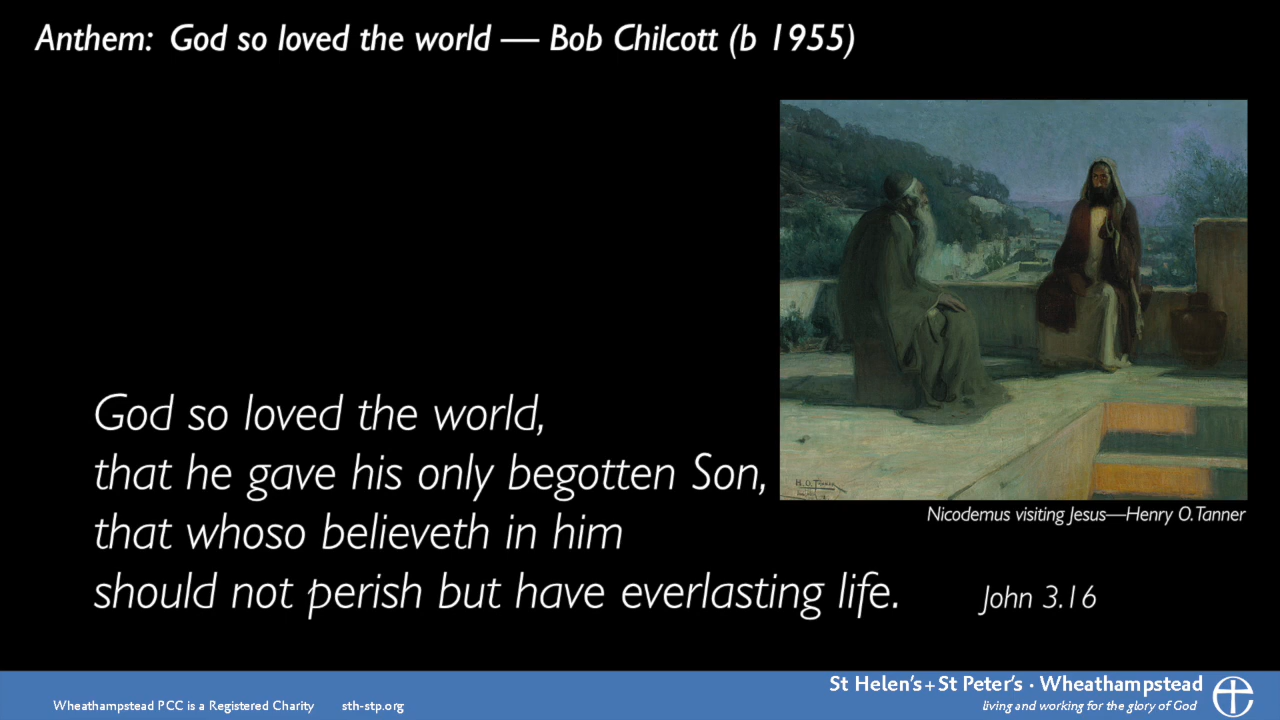 Anthem: God so loved the world — Bob Chilcott (b 1955)
God so loved the world,
that he gave his only begotten Son,
that whoso believeth in him
should not perish but have everlasting life.
John 3.16
H.O. Tanner
Nicodemus visiting Jesus—Henry O. Tanner
St Helen's + St Peter's · Wheathampstead
living and working for the glory of God
Wheathampstead PCC is a Registered Charity
sth-stp.org